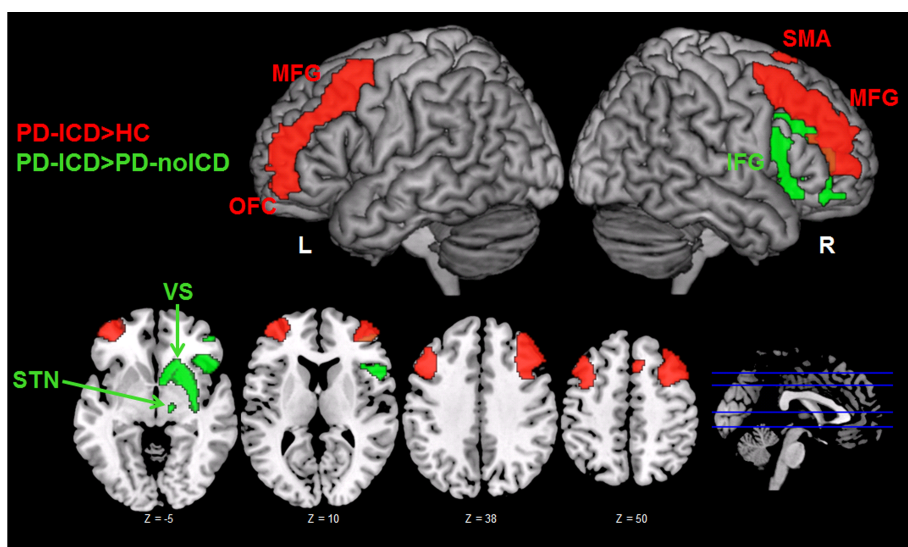 SMA
MFG
MFG
PD-ICD>HC
PD-ICD>PD-noICD
IFG
OFC
L
R
VS
STN
Z = -5
Z = 10
Z = 38
Z = 50